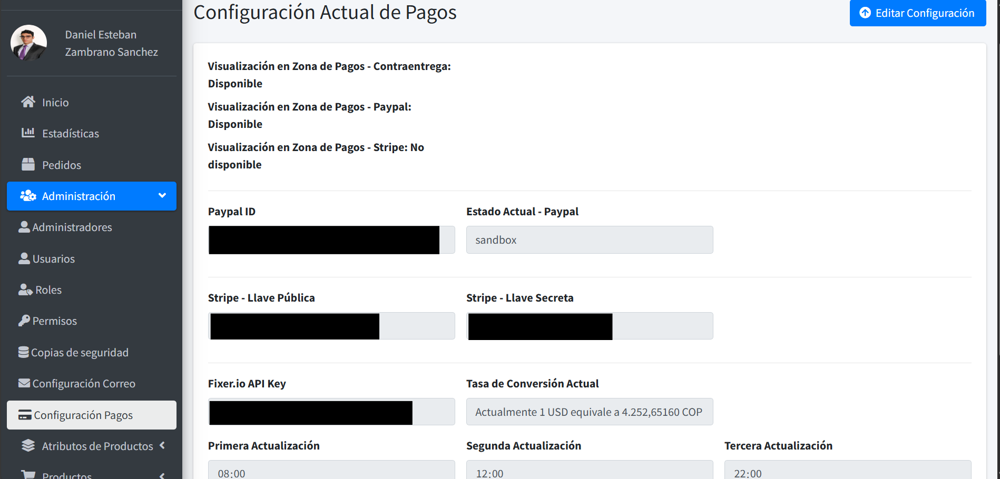 Configuración Actual de Pagos
Editar Configuración
Daniel Esteban
Zambrano Sanchez
Inicio
Estadísticas
Pedidos
Administración
Administradores
Usuarios
Roles
Permisos
Copias de seguridad
Configuración Correo
Configuración Pagos
Atributos de Productos
Productos
Visualización en Zona de Pagos - Contraentrega:
Disponible
Visualización en Zona de Pagos - Paypal:
Disponible
Visualización en Zona de Pagos - Stripe: No
disponible
Paypal ID
Estado Actual - Paypal
sandbox
Stripe - Llave Pública
Stripe - Llave Secreta
Fixer.io API Key
Tasa de Conversión Actual
Actualmente 1 USD equivale a 4.252,65160 COP
Primera Actualización
Segunda Actualización
Tercera Actualización
08:00
12:00
22:00